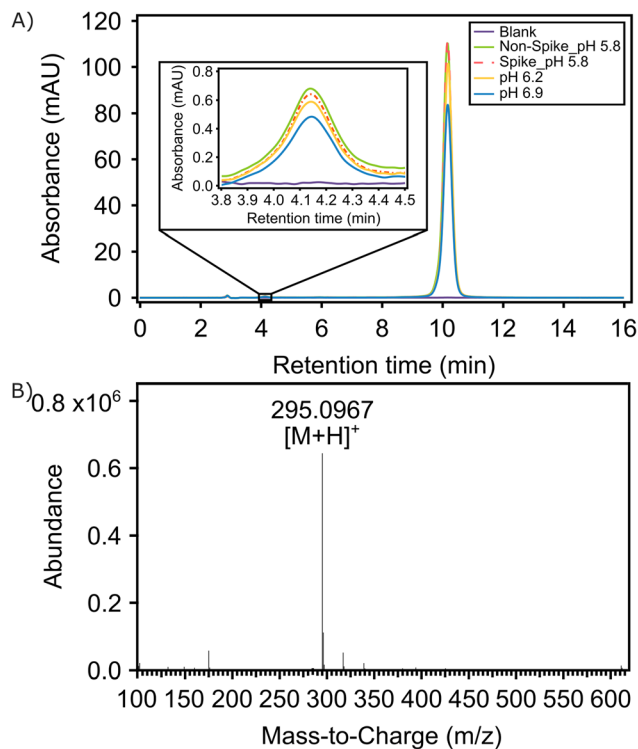 A)
Absorbance (mAU)
120
100
80
60
40
20
0
Blank
Non-Spike_pH 5.8
Spike_pH 5.8
pH 6.2
pH 6.9
Absorbance (mAU)
0.8
0.6
0.4
0.2
0.0
3.8 3.9 4.0 4.1 4.2 4.3 4.4 4.5
Retention time (min)
0 2 4 6 8 10 12 14 16
Retention time (min)
B)
0.8 x10⁶
0.6
0.4
0.2
0.0
Abundance
295.0967
[M+H]⁺
100 150 200 250 300 350 400 450 500 550 600
Mass-to-Charge (m/z)